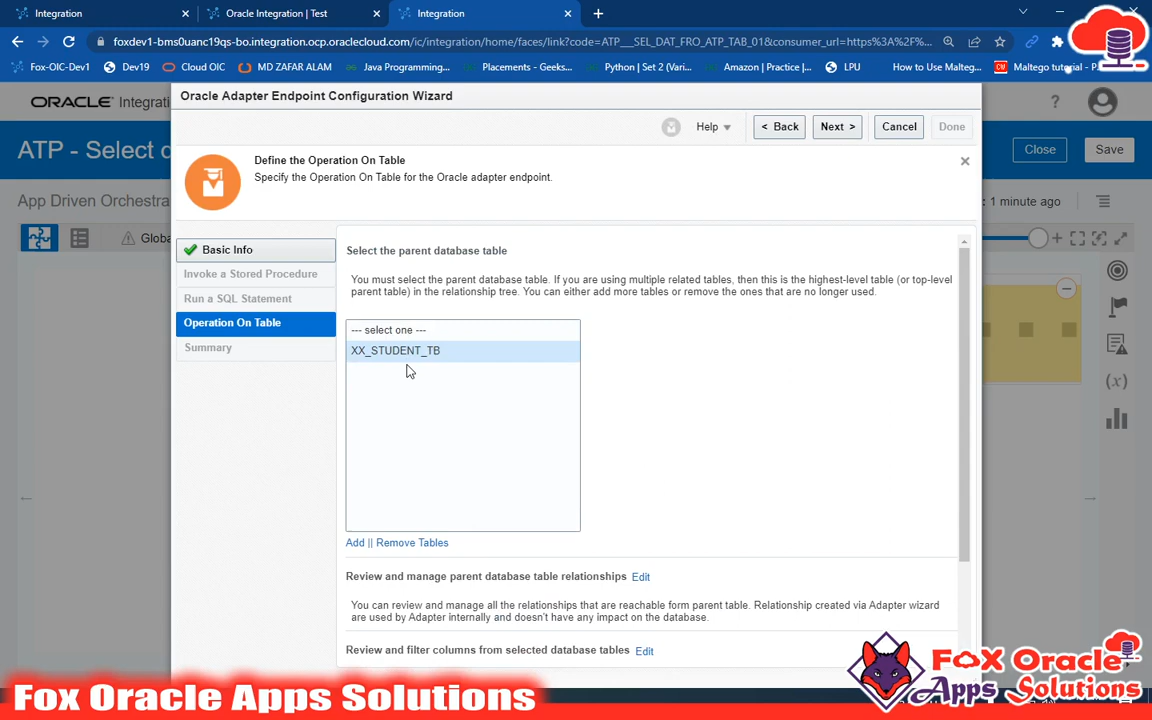 Integration
Oracle Integration | Test
Integration
foxdev1-bms0uanc19qs-bo.integration.ocp.oraclecloud.com/ic/integration/home/faces/link?code=ATP___SEL_DAT_FRO_ATP_TAB_01&consumer_url=https%3A%2F%...
Fox-OIC-Dev1
Dev19
Cloud OIC
MD ZAFAR ALAM
Java Programming...
Placements - Geeks...
Python | Set 2 (Vari...
Amazon | Practice |...
LPU
How to Use Malteg...
Maltego tutorial - P
ORACLE Integrat
Oracle Adapter Endpoint Configuration Wizard
Help
< Back
Next >
Cancel
Done
ATP - Select d
Close
Save
Define the Operation On Table
Specify the Operation On Table for the Oracle adapter endpoint.
App Driven Orchestra
: 1 minute ago
Globa
Basic Info
Invoke a Stored Procedure
Run a SQL Statement
Operation On Table
Summary
Select the parent database table
You must select the parent database table. If you are using multiple related tables, then this is the highest-level table (or top-level
parent table) in the relationship tree. You can either add more tables or remove the ones that are no longer used.
--- select one ---
XX_STUDENT_TB
Add || Remove Tables
Review and manage parent database table relationships Edit
You can review and manage all the relationships that are reachable form parent table. Relationship created via Adapter wizard
are used by Adapter internally and doesn't have any impact on the database.
Review and filter columns from selected database tables Edit
(x)
FOX Oracle
Apps Solutions
Fox Oracle Apps Solutions